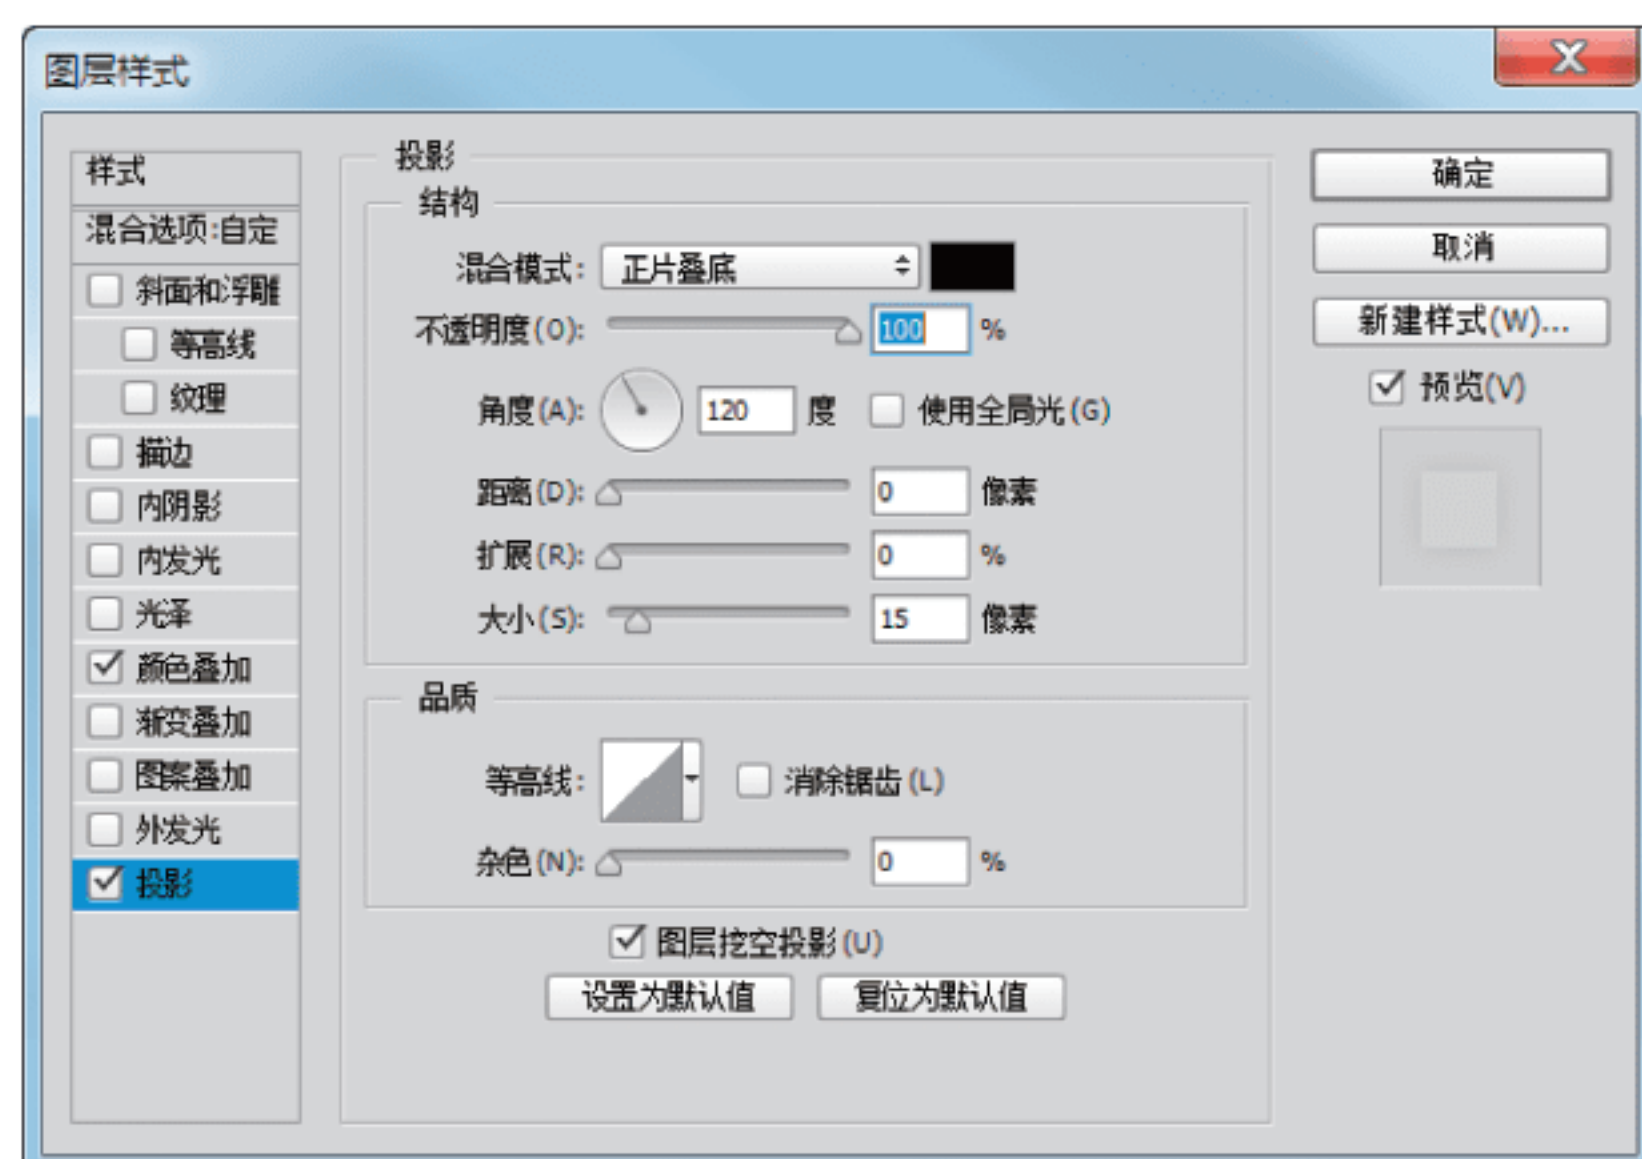 图层样式
样式
混合选项:自定
斜面和浮雕
等高线
纹理
描边
内阴影
内发光
光泽
颜色叠加
渐变叠加
图案叠加
外发光
投影
投影
结构
混合模式: 正片叠底
不透明度(O): 100 %
角度(A): 120 度 使用全局光(G)
距离(D): 0 像素
扩展(R): 0 %
大小(S): 15 像素
品质
等高线: 消除锯齿(L)
杂色(N): 0 %
图层挖空投影(U)
设置为默认值 复位为默认值
确定
取消
新建样式(W)...
预览(V)